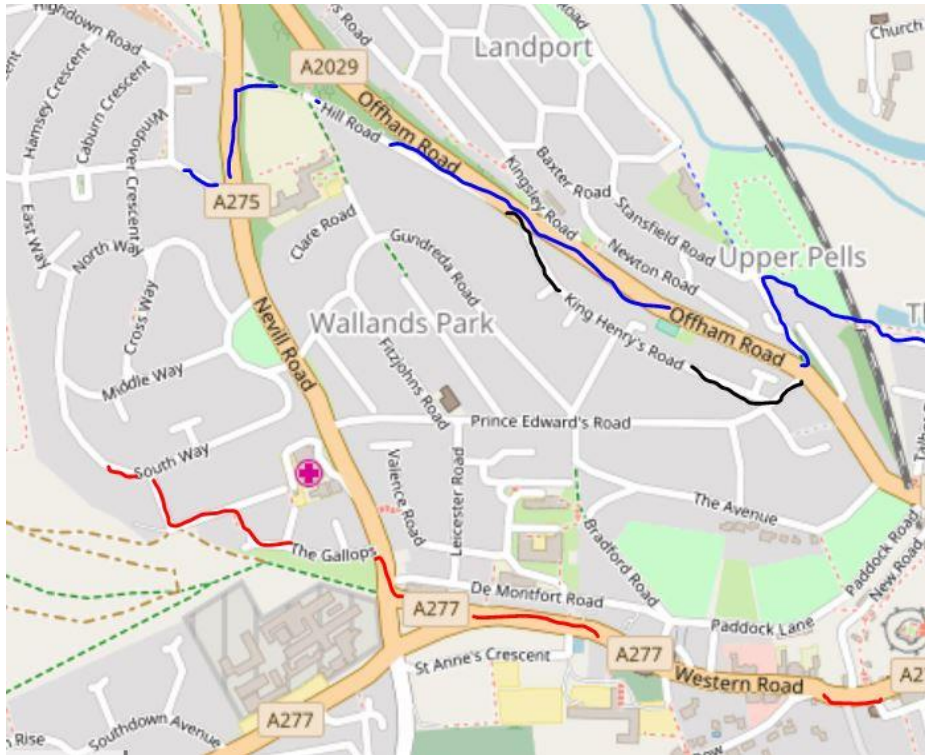 Highdown Road
Landport
Church
A2029
Hamsey Crescent
Caburn Crescent
Winover Crescent
Offham Road
Hill Road
Kingsley Road
Baxter Road
Stansfield Road
A275
East Way
North Way
Clare Road
Gundreda Road
Newton Road
Upper Pells
Cross Way
Nevill Road
Wallands Park
King Henry's Road
Offham Road
Middle Way
Fitzjohns Road
Prince Edward's Road
South Way
Valence Road
Leicester Road
The Avenue
The Gallops
Bradford Road
Paddock Road
New Road
De Montfort Road
A277
Paddock Lane
St Anne's Crescent
A277
Western Road
A277
Southdown Avenue
Rise